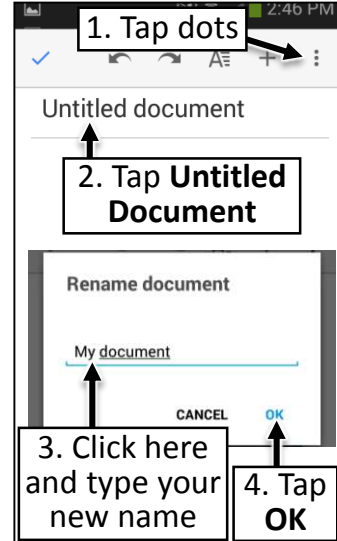 2:46 PM
1. Tap dots
Untitled document
2. Tap Untitled
Document
Rename document
My document
CANCEL OK
3. Click here
and type your
new name
4. Tap
OK